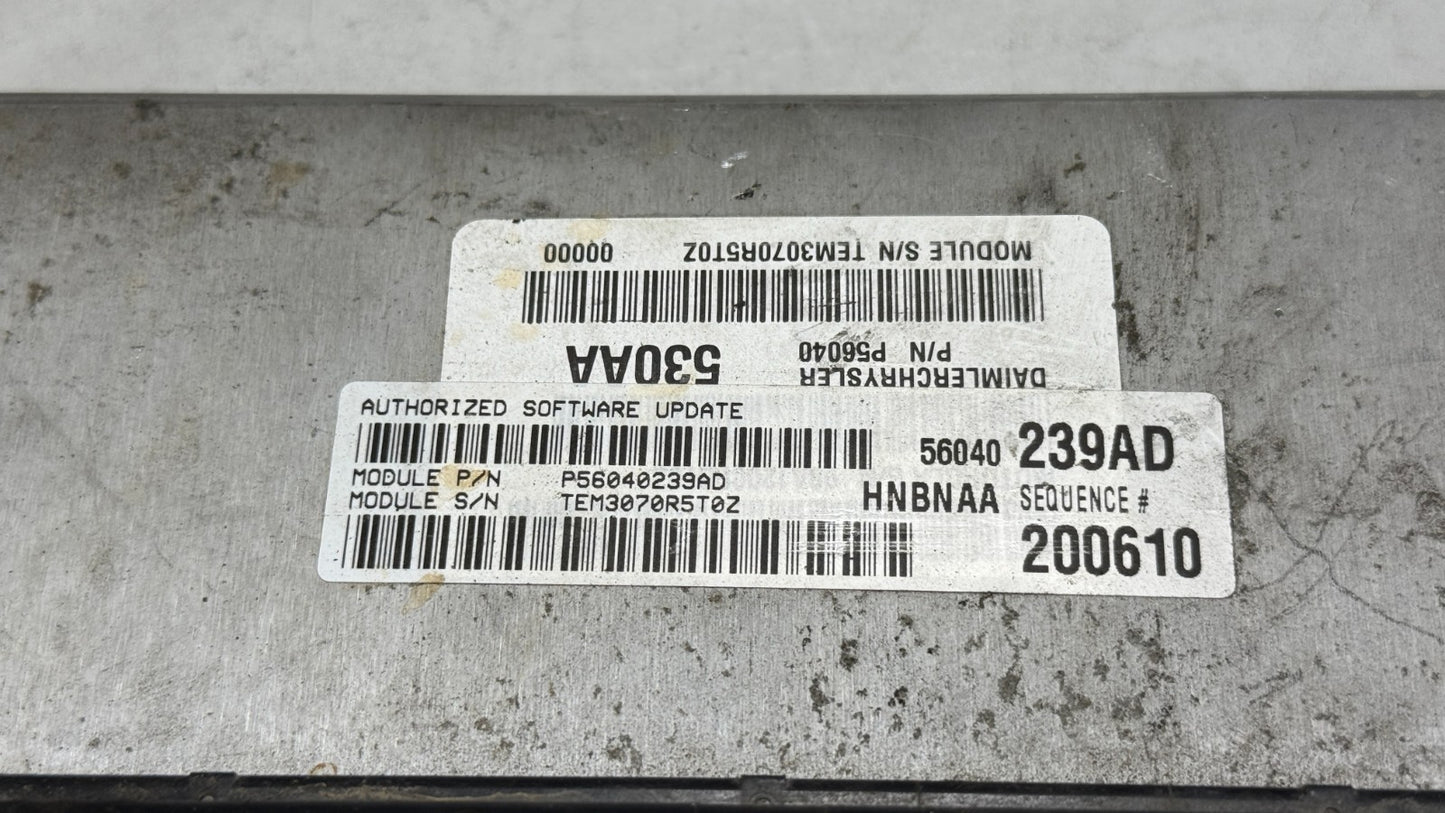 MODULE S/N TEM3070R5T0Z 00000
DAIMLERCHRYSLER
P/N P56040 530AA
AUTHORIZED SOFTWARE UPDATE
56040 239AD
MODULE P/N P56040239AD
MODULE S/N TEM3070R5T0Z
HNBNAA SEQUENCE #
200610